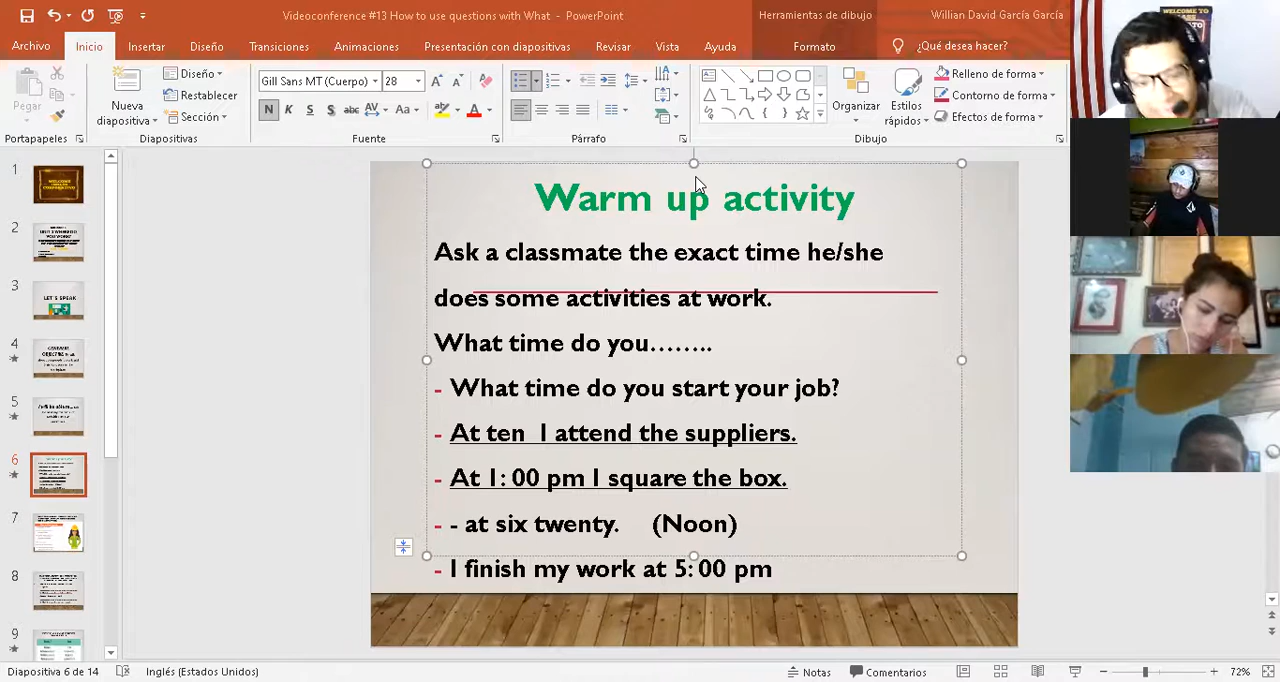 Videoconference #13 How to use questions with What - PowerPoint
Herramientas de dibujo
Willian David García García
Archivo
Inicio
Insertar
Diseño
Transiciones
Animaciones
Presentación con diapositivas
Revisar
Vista
Ayuda
Formato
¿Qué desea hacer?
Pegar
Portapapeles
Nueva
diapositiva
Diseño
Restablecer
Sección
Diapositivas
Gill Sans MT (Cuerpo)
28
N K S S abc AV Aa A
Fuente
Párrafo
Organizar
Estilos
rápidos
Relleno de forma
Contorno de forma
Efectos de forma
Dibujo
1
2
3
LET'S SPEAK
4
5
6
7
8
9
Warm up activity
Ask a classmate the exact time he/she
does some activities at work.
What time do you........
- What time do you start your job?
- At ten I attend the suppliers.
- At 1: 00 pm I square the box.
- - at six twenty. (Noon)
- I finish my work at 5: 00 pm
Diapositiva 6 de 14
Inglés (Estados Unidos)
Notas
Comentarios
72%